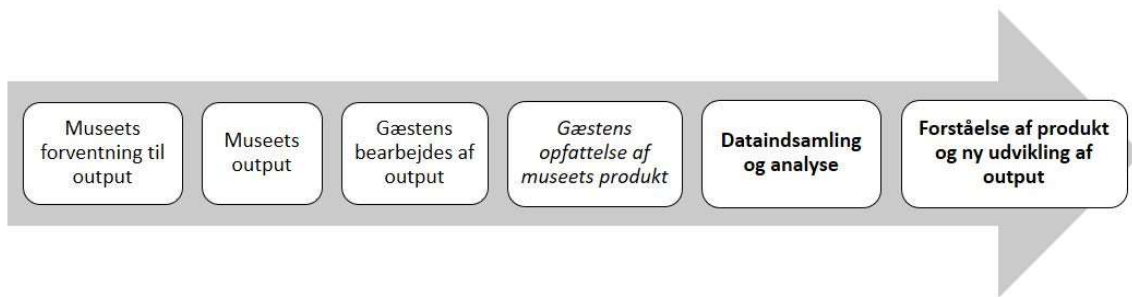 Museets
forventning til
output
Museets
output
Gæstens
bearbejdes af
output
Gæstens
opfattelse af
museets produkt
Dataindsamling
og analyse
Forståelse af produkt
og ny udvikling af
output